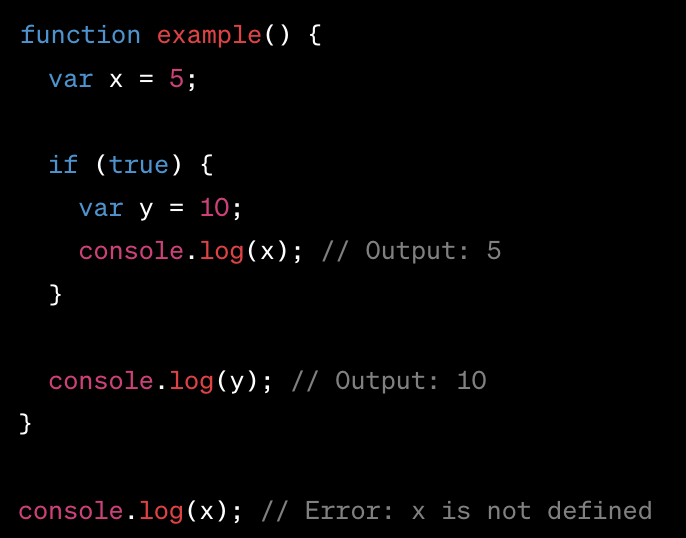 function example() {
  var x = 5;

  if (true) {
    var y = 10;
    console.log(x); // Output: 5
  }

  console.log(y); // Output: 10
}

console.log(x); // Error: x is not defined